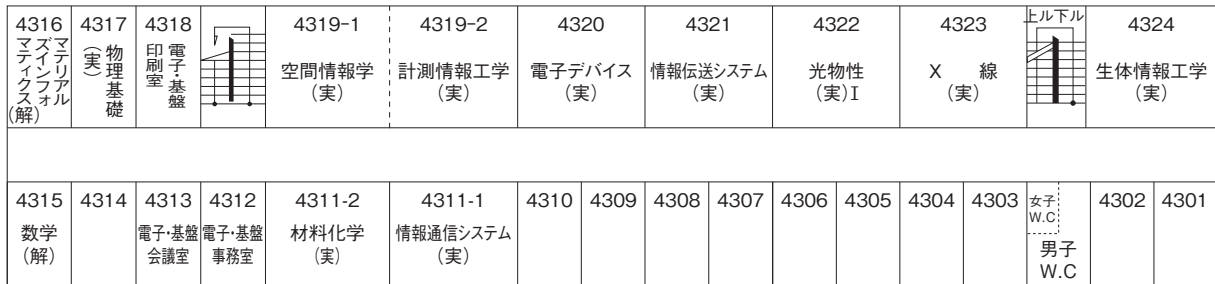 4316
マテリアル
ズインフォ
マティクス
(解)
4317
物理基礎
(実)
4318
電子・基盤
印刷室
4319-1
空間情報学
(実)
4319-2
計測情報工学
(実)
4320
電子デバイス
(実)
4321
情報伝送システム
(実)
4322
光物性
(実)I
4323
X 線
(実)
上ル下ル
4324
生体情報工学
(実)
4315
数学
(解)
4314
4313
電子・基盤
会議室
4312
電子・基盤
事務室
4311-2
材料化学
(実)
4311-1
情報通信システム
(実)
4310
4309
4308
4307
4306
4305
4304
4303
女子
W.C
男子
W.C
4302
4301